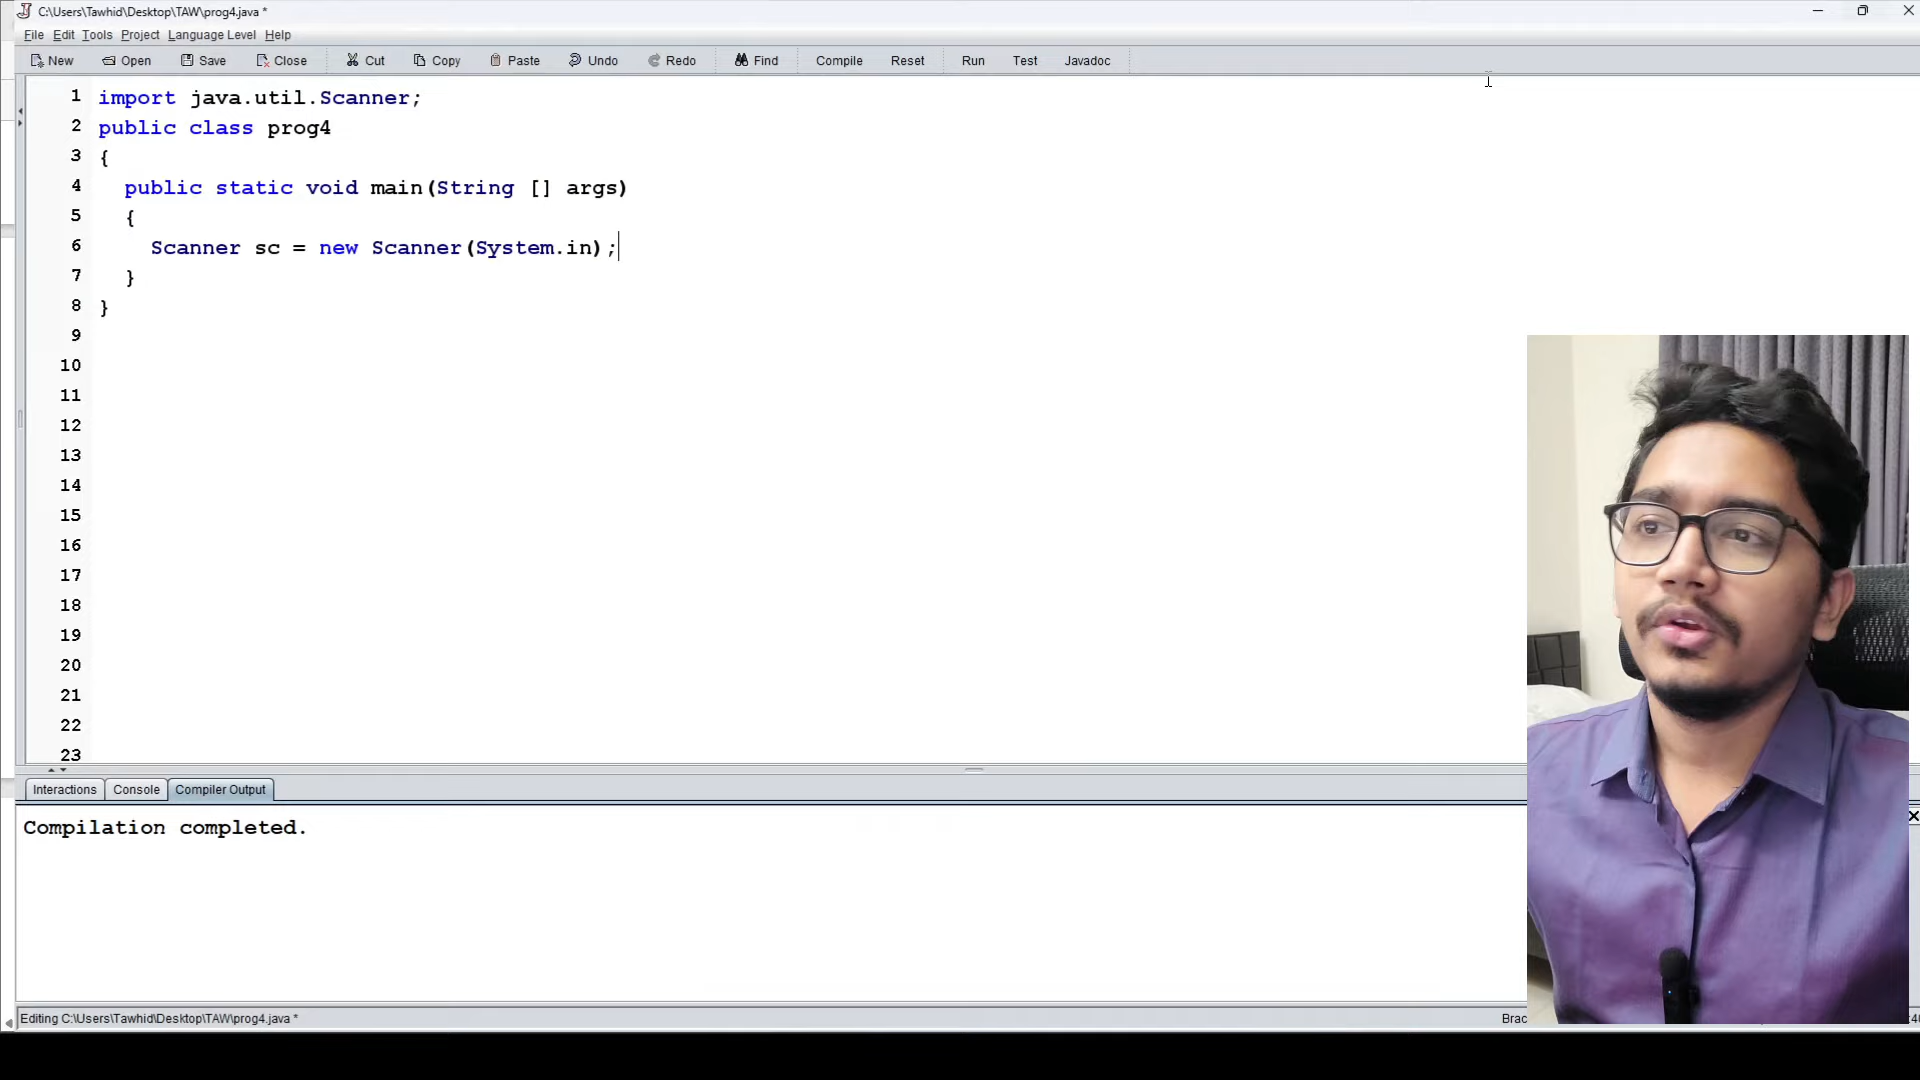 C:\Users\Tawhid\Desktop\TAW\prog4.java *
File Edit Tools Project Language Level Help
New Open Save Close Cut Copy Paste Undo Redo Find Compile Reset Run Test Javadoc
1 import java.util.Scanner;
2 public class prog4
3 {
4 public static void main(String [] args)
5 {
6 Scanner sc = new Scanner(System.in);
7 }
8 }
9
10
11
12
13
14
15
16
17
18
19
20
21
22
23
Interactions Console Compiler Output
Compilation completed.
Editing C:\Users\Tawhid\Desktop\TAW\prog4.java *